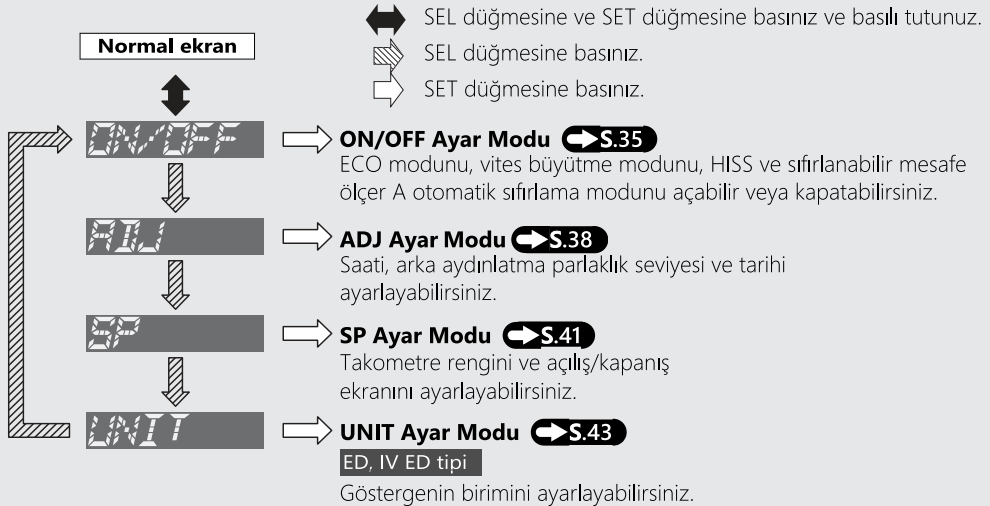 SEL düğmesine ve SET düğmesine basınız ve basılı tutunuz.
Normal ekran
SEL düğmesine basınız.
SET düğmesine basınız.
ON/OFF
ON/OFF Ayar Modu S.35
ECO modunu, vites büyütme modunu, HISS ve sıfırlanabilir mesafe
ölçer A otomatik sıfırlama modunu açabilir veya kapatabilirsiniz.
ADJ
ADJ Ayar Modu S.38
Saati, arka aydınlatma parlaklık seviyesi ve tarihi
ayarlayabilirsiniz.
SP
SP Ayar Modu S.41
Takometre rengini ve açılış/kapanış
ekranını ayarlayabilirsiniz.
UNIT
UNIT Ayar Modu S.43
ED, IV ED tipi
Göstergenin birimini ayarlayabilirsiniz.